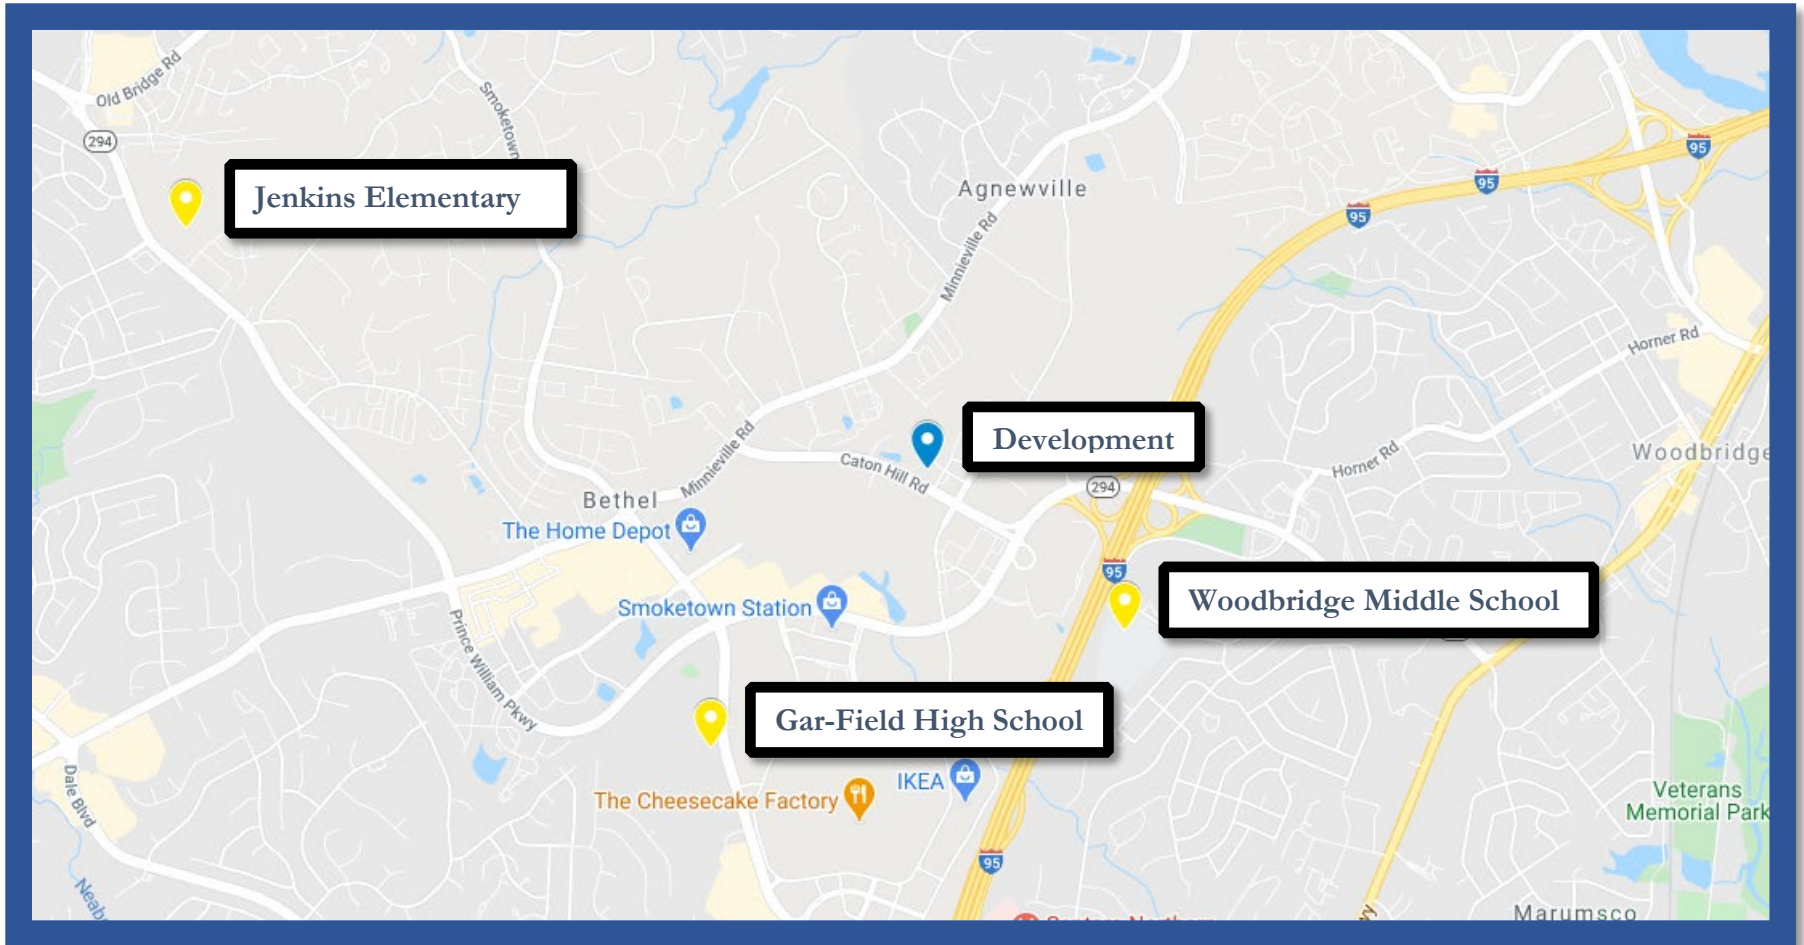 Old Bridge Rd
294
Smoketown
Jenkins Elementary
Agnewville
95
95
95
Minnieville Rd
Horner Rd
Development
Minnieville Rd
Caton Hill Rd
Horner Rd
Woodbridge
294
Bethel
The Home Depot
95
Woodbridge Middle School
Smoketown Station
Prince William Pkwy
Gar-Field High School
IKEA
The Cheesecake Factory
Dale Blvd
Veterans
Memorial Park
95
Marumsco